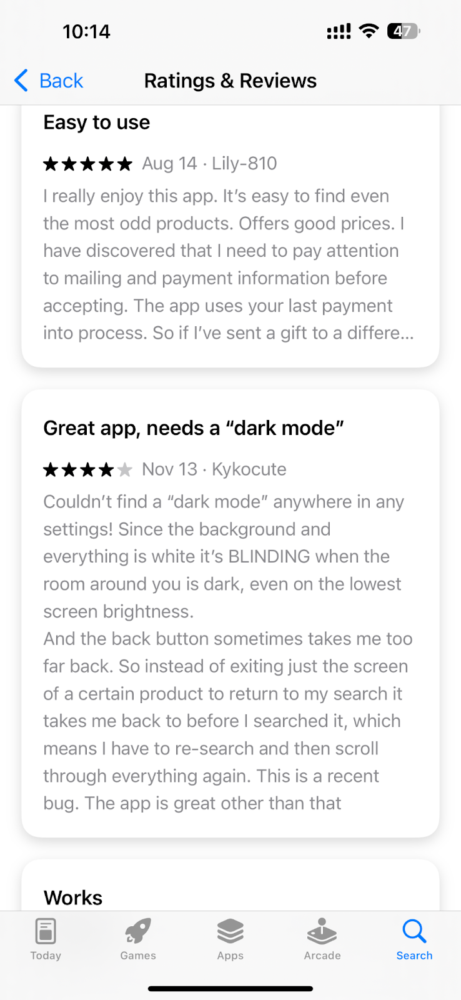 10:14
47
Back
Ratings & Reviews
Easy to use
Aug 14 · Lily-810
I really enjoy this app. It’s easy to find even
the most odd products. Offers good prices. I
have discovered that I need to pay attention
to mailing and payment information before
accepting. The app uses your last payment
into process. So if I’ve sent a gift to a differe...
Great app, needs a “dark mode”
Nov 13 · Kykocute
Couldn’t find a “dark mode” anywhere in any
settings! Since the background and
everything is white it’s BLINDING when the
room around you is dark, even on the lowest
screen brightness.
And the back button sometimes takes me too
far back. So instead of exiting just the screen
of a certain product to return to my search it
takes me back to before I searched it, which
means I have to re-search and then scroll
through everything again. This is a recent
bug. The app is great other than that
Works
Today
Games
Apps
Arcade
Search